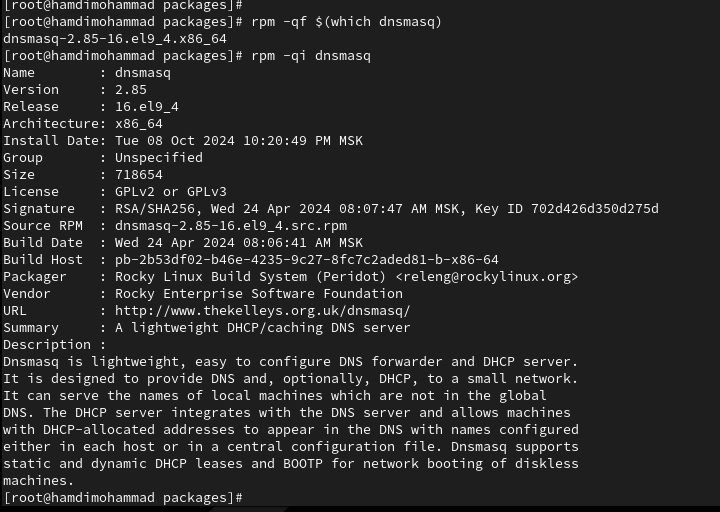 [root@hamdimohammad packages]#
[root@hamdimohammad packages]# rpm -qf $(which dnsmasq)
dnsmasq-2.85-16.el9_4.x86_64
[root@hamdimohammad packages]# rpm -qi dnsmasq
Name        : dnsmasq
Version     : 2.85
Release     : 16.el9_4
Architecture: x86_64
Install Date: Tue 08 Oct 2024 10:20:49 PM MSK
Group       : Unspecified
Size        : 718654
License     : GPLv2 or GPLv3
Signature   : RSA/SHA256, Wed 24 Apr 2024 08:07:47 AM MSK, Key ID 702d426d350d275d
Source RPM  : dnsmasq-2.85-16.el9_4.src.rpm
Build Date  : Wed 24 Apr 2024 08:06:41 AM MSK
Build Host  : pb-2b53df02-b46e-4235-9c27-8fc7c2aded81-b-x86-64
Packager    : Rocky Linux Build System (Peridot) <releng@rockylinux.org>
Vendor      : Rocky Enterprise Software Foundation
URL         : http://www.thekelleys.org.uk/dnsmasq/
Summary     : A lightweight DHCP/caching DNS server
Description :
Dnsmasq is lightweight, easy to configure DNS forwarder and DHCP server.
It is designed to provide DNS and, optionally, DHCP, to a small network.
It can serve the names of local machines which are not in the global
DNS. The DHCP server integrates with the DNS server and allows machines
with DHCP-allocated addresses to appear in the DNS with names configured
either in each host or in a central configuration file. Dnsmasq supports
static and dynamic DHCP leases and BOOTP for network booting of diskless
machines.
[root@hamdimohammad packages]#